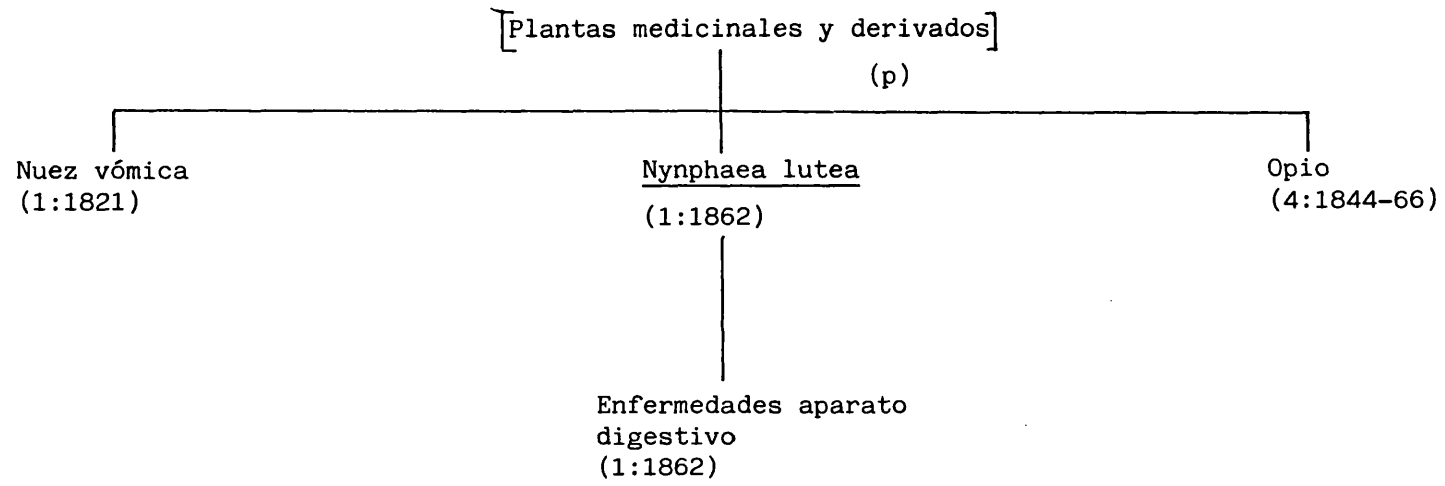 [Plantas medicinales y derivados]
(p)
Nuez vómica
(1:1821)
Nynphaea lutea
(1:1862)
Opio
(4:1844-66)
Enfermedades aparato
digestivo
(1:1862)